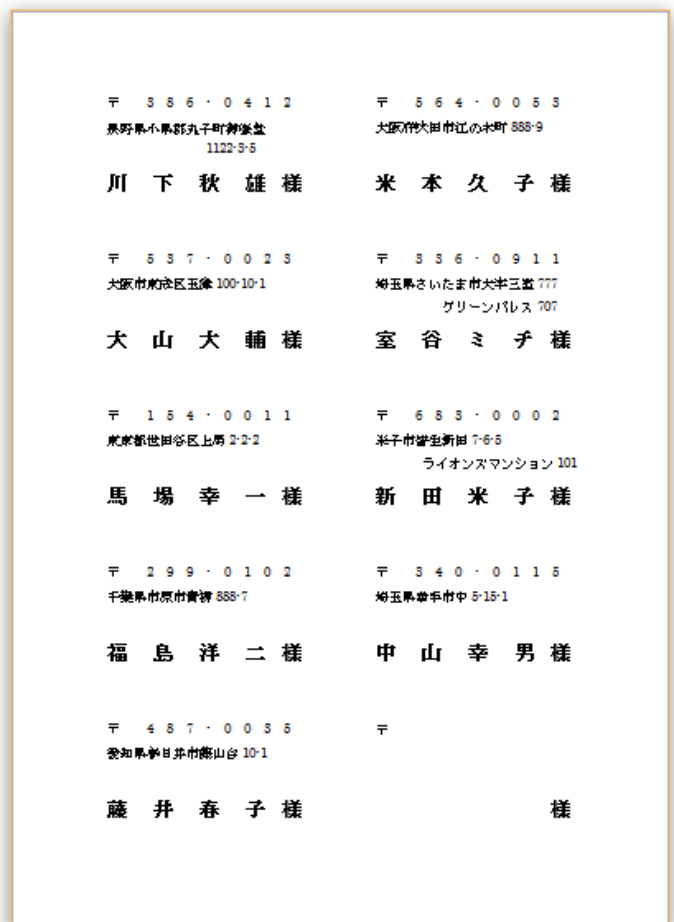 〒 386-0412
長野県小県郡丸子町御嶽堂
1122-3-5
川下秋雄様
〒 564-0053
大阪府吹田市江の木町 888-9
米本久子様
〒 537-0023
大阪市東成区玉津 100-10-1
大山大輔様
〒 336-0911
埼玉県さいたま市大字三室 777
グリーンパレス 707
室谷ミチ様
〒 154-0011
東京都世田谷区上馬 2-2-2
馬場幸一様
〒 683-0002
米子市皆生新田 7-6-5
ライオンズマンション 101
新田米子様
〒 299-0102
千葉県市原市青柳 888-7
福島洋二様
〒 340-0115
埼玉県幸手市中 5-15-1
中山幸男様
〒 487-0035
愛知県春日井市藤山台 10-1
藤井春子様
〒
様